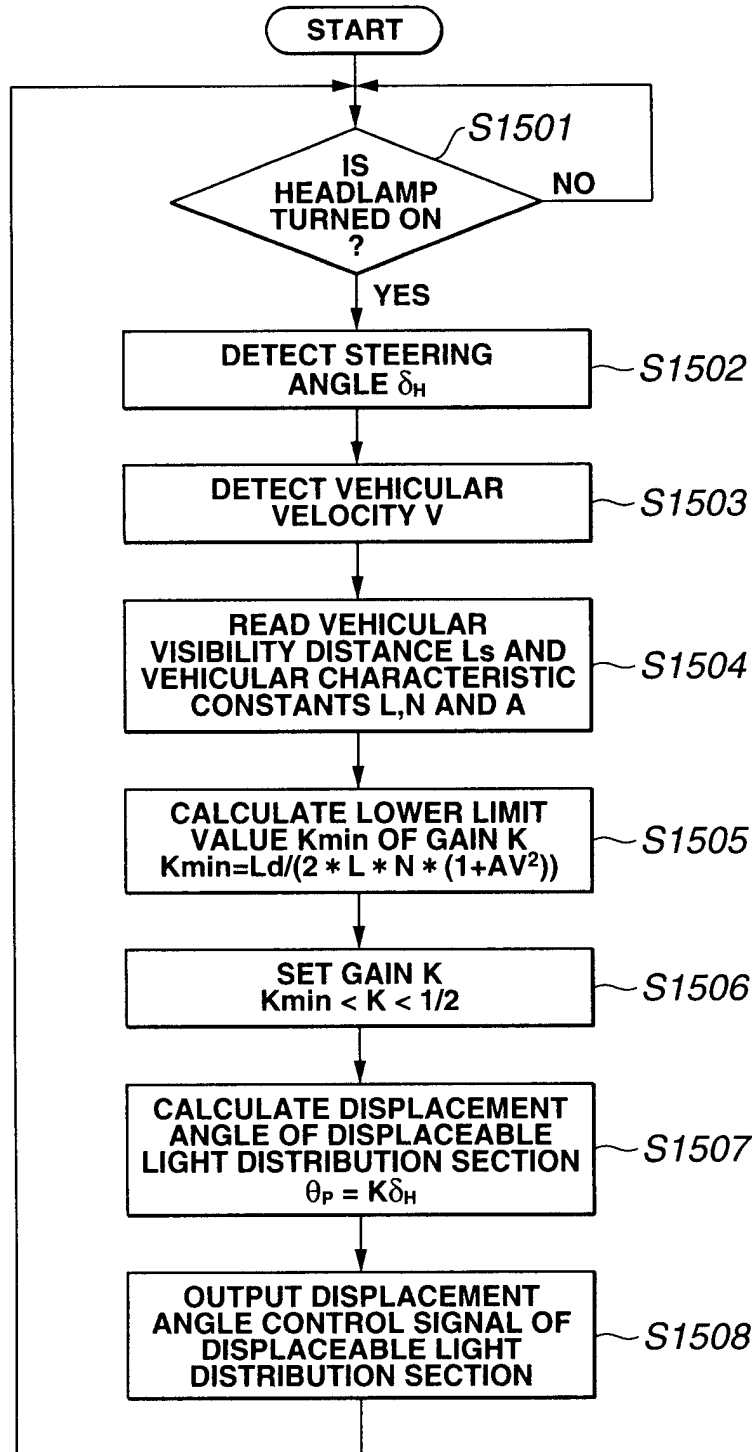 START
S1501
IS
HEADLAMP
TURNED ON
?
NO
YES
DETECT STEERING
ANGLE δH
S1502
DETECT VEHICULAR
VELOCITY V
S1503
READ VEHICULAR
VISIBILITY DISTANCE Ls AND
VEHICULAR CHARACTERISTIC
CONSTANTS L,N AND A
S1504
CALCULATE LOWER LIMIT
VALUE Kmin OF GAIN K
Kmin=Ld/(2 * L * N * (1+AV²))
S1505
SET GAIN K
Kmin < K < 1/2
S1506
CALCULATE DISPLACEMENT
ANGLE OF DISPLACEABLE
LIGHT DISTRIBUTION SECTION
θP = KδH
S1507
OUTPUT DISPLACEMENT
ANGLE CONTROL SIGNAL OF
DISPLACEABLE LIGHT
DISTRIBUTION SECTION
S1508